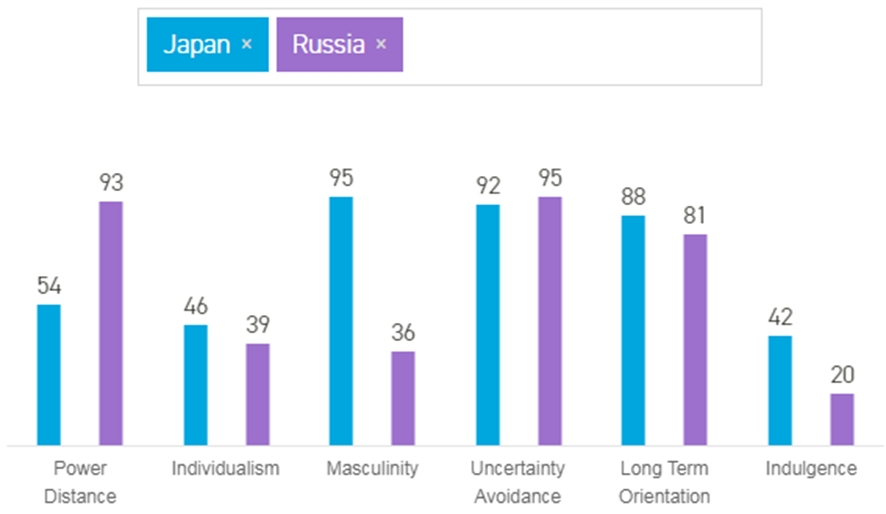 Japan ×
Russia ×
54
93
46
39
95
36
92
95
88
81
42
20
Power
Distance
Individualism
Masculinity
Uncertainty
Avoidance
Long Term
Orientation
Indulgence